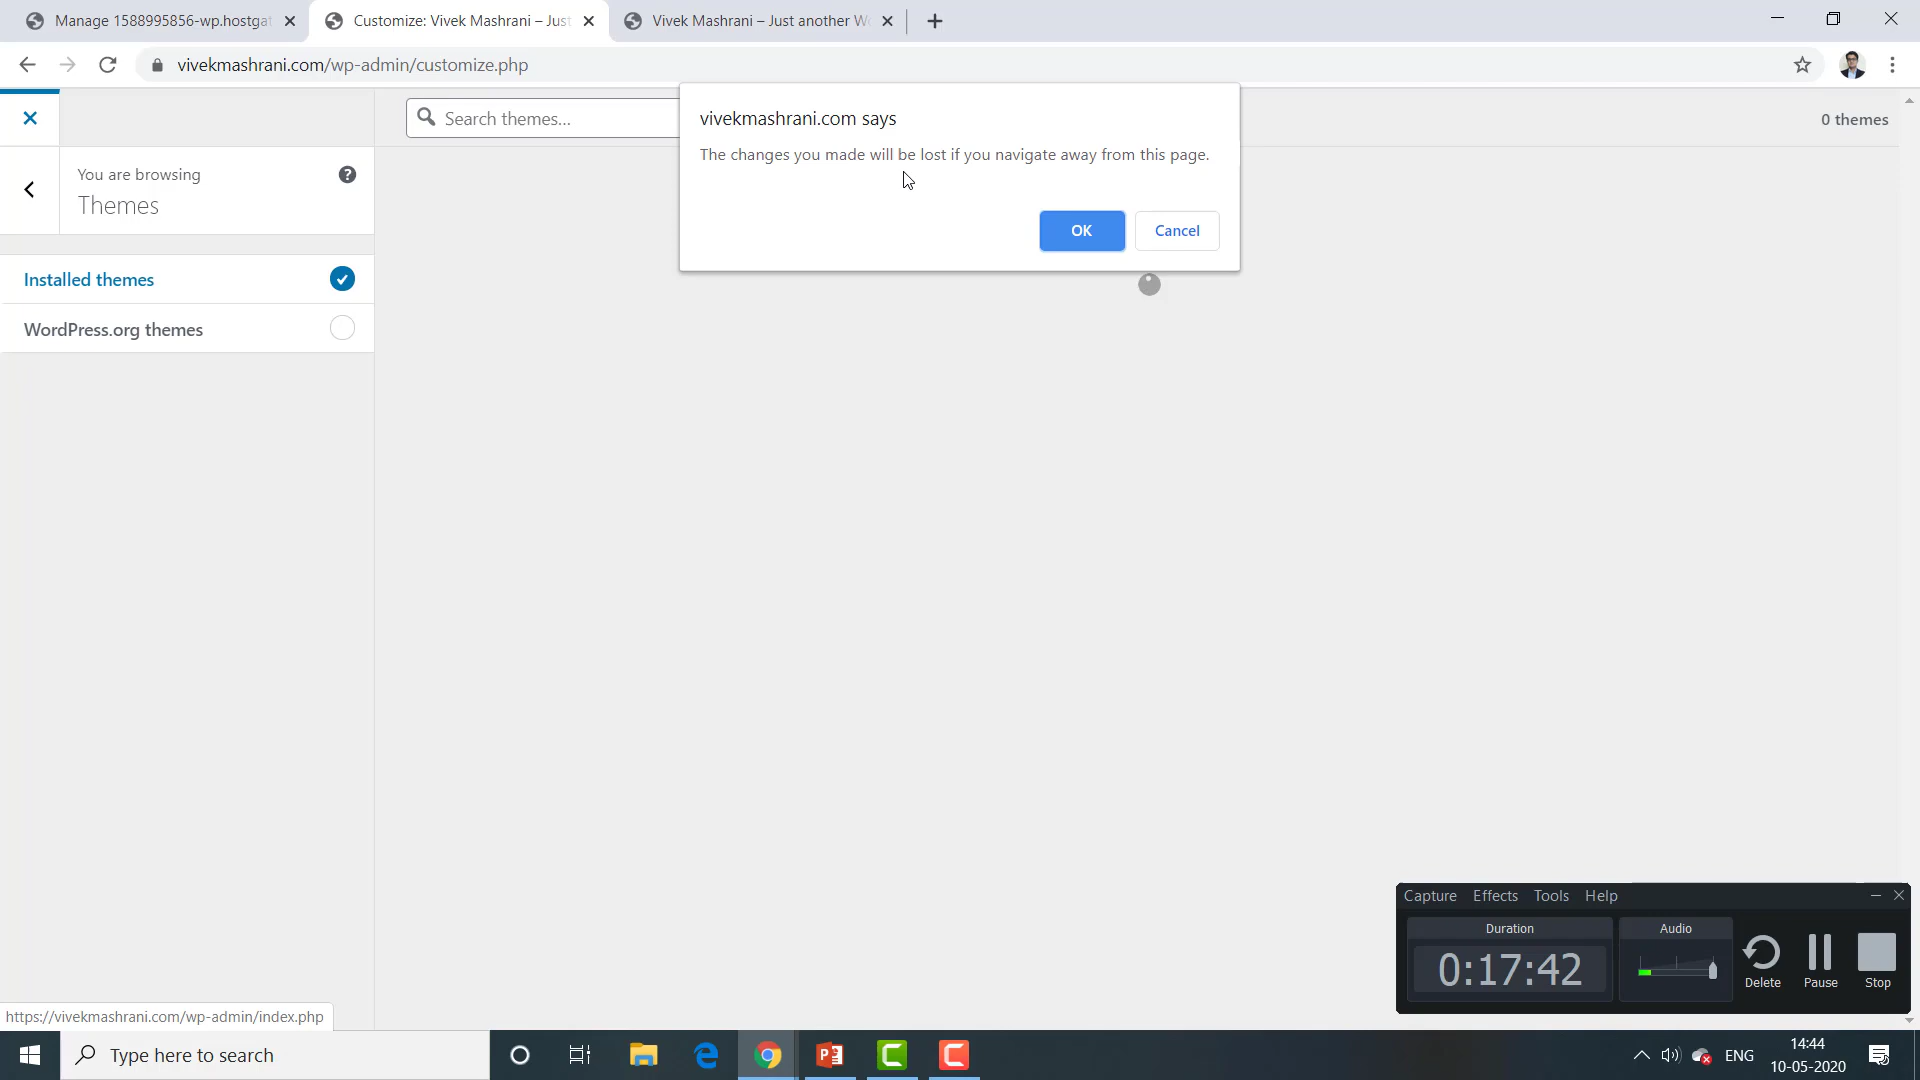 Manage 1588995856-wp.hostgat
Customize: Vivek Mashrani – Just
Vivek Mashrani – Just another Wo
vivekmashrani.com/wp-admin/customize.php
Search themes...
0 themes
vivekmashrani.com says
The changes you made will be lost if you navigate away from this page.
OK
Cancel
You are browsing
?
Themes
Installed themes
WordPress.org themes
Capture Effects Tools Help
Duration
Audio
0:17:42
Delete
Pause
Stop
https://vivekmashrani.com/wp-admin/index.php
Type here to search
ENG
14:44
10-05-2020